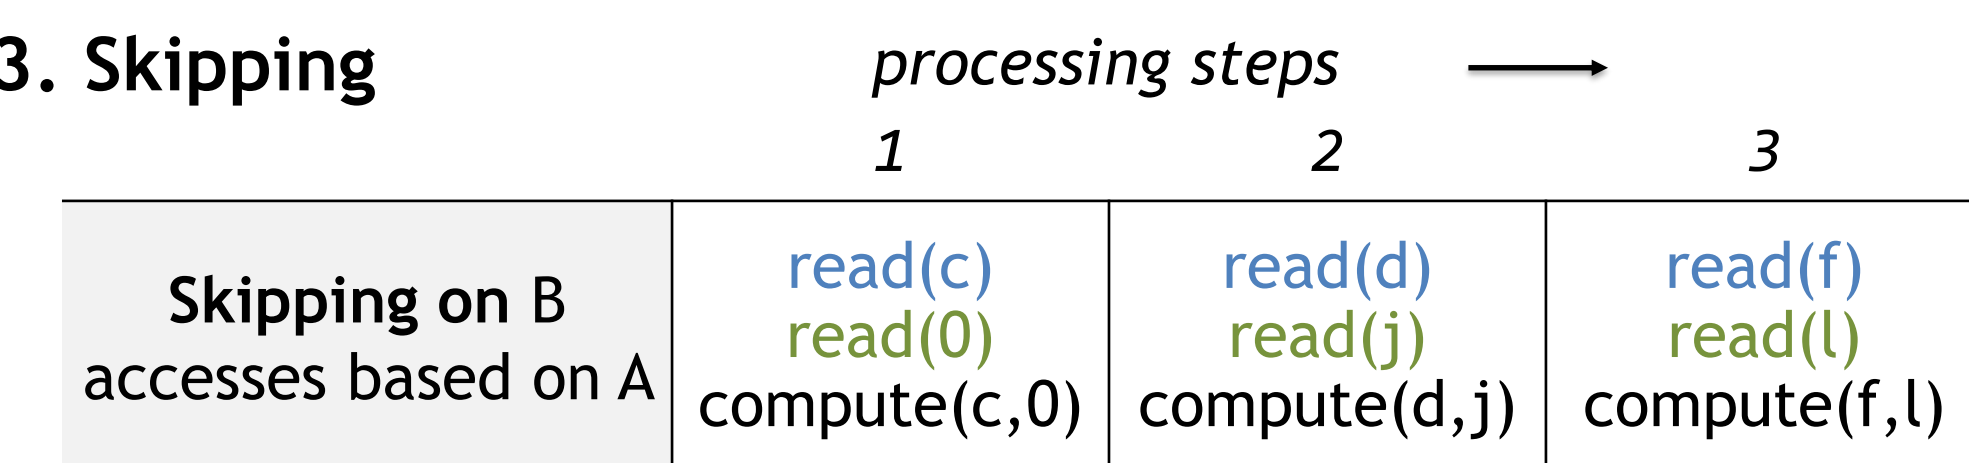 3. Skipping
processing steps
1 2 3
Skipping on B
accesses based on A
read(c)
read(0)
compute(c,0)
read(d)
read(j)
compute(d,j)
read(f)
read(l)
compute(f,l)